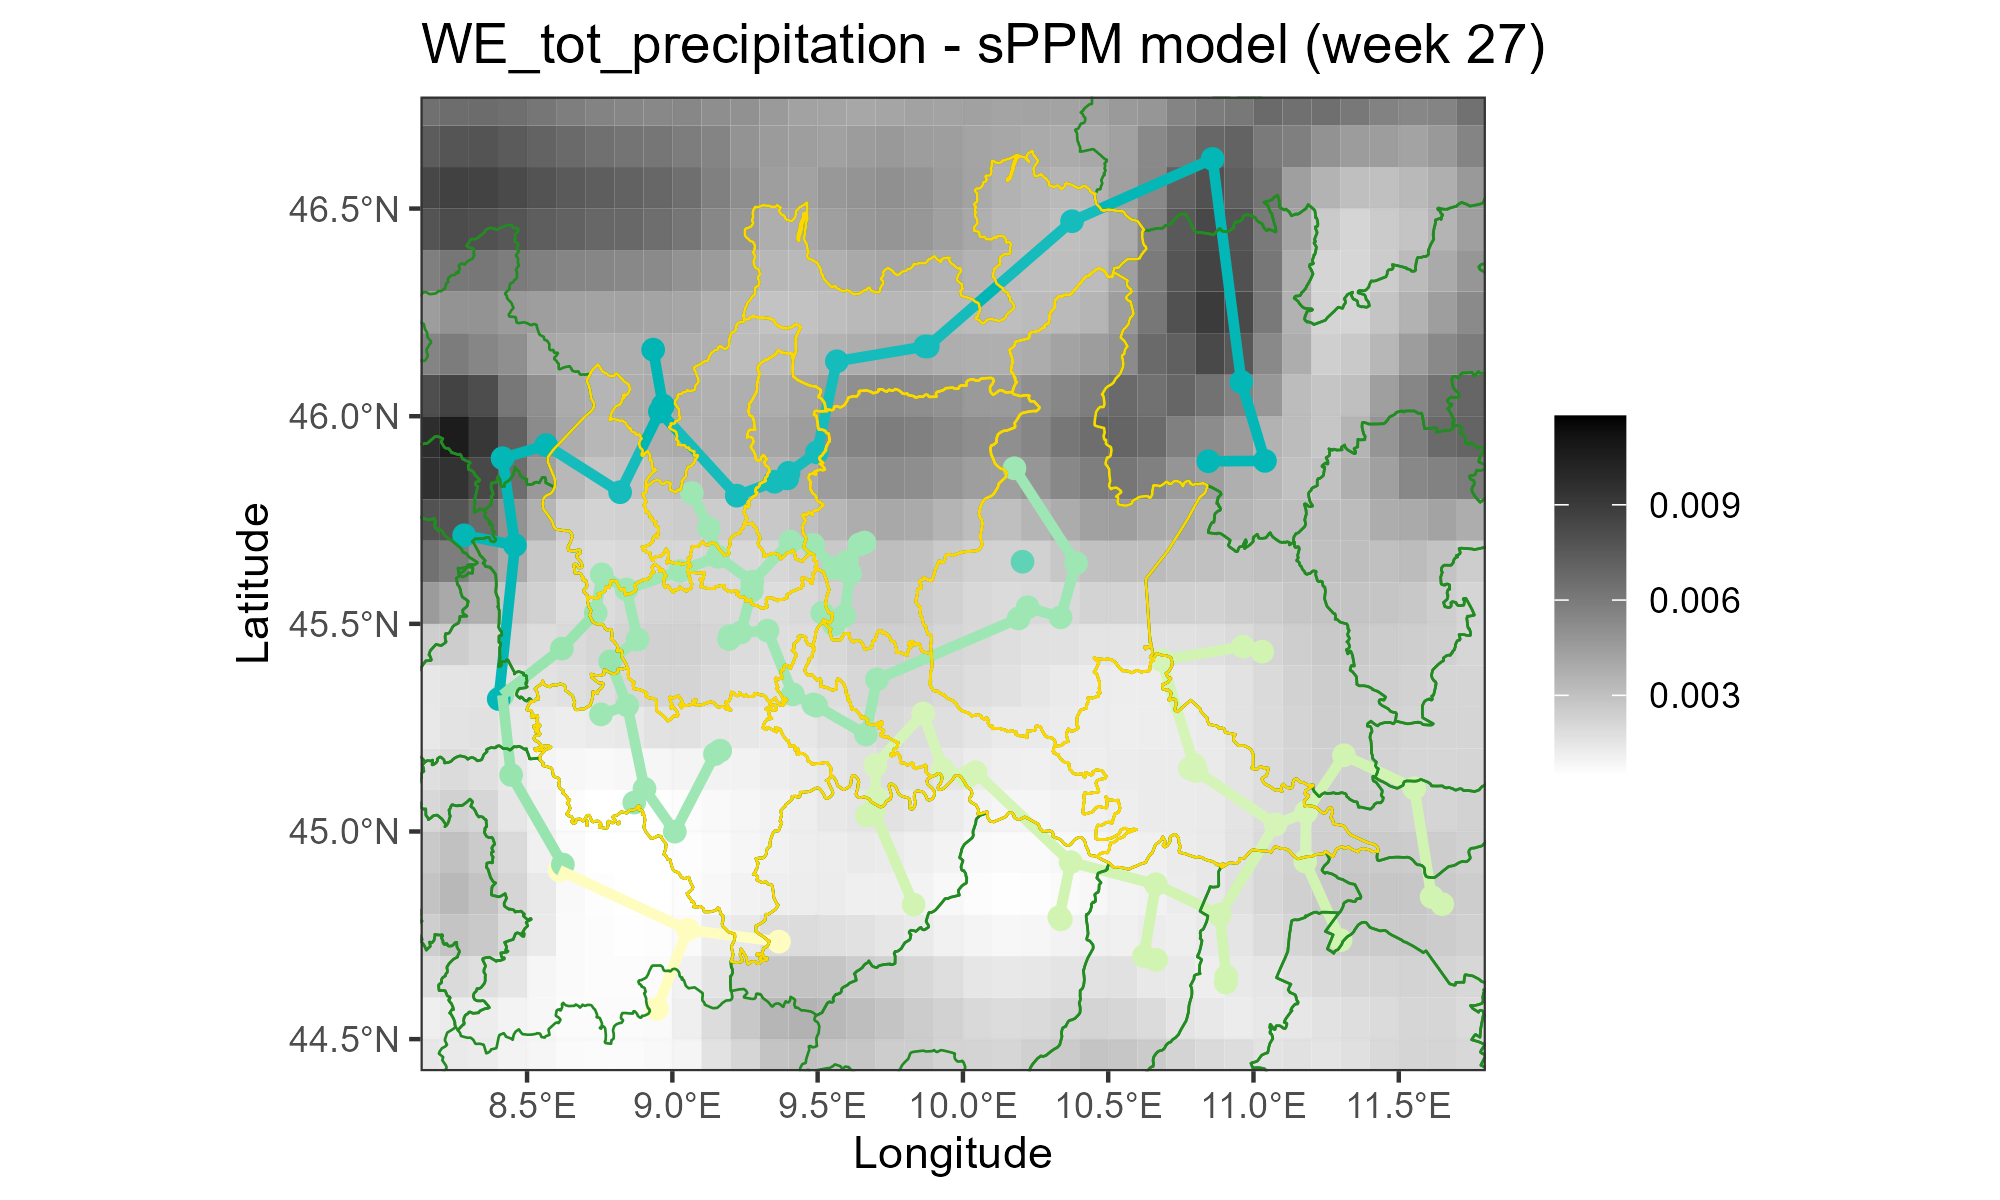 WE_tot_precipitation - sPPM model (week 27)
46.5°N
46.0°N
45.5°N
45.0°N
44.5°N
Latitude
8.5°E 9.0°E 9.5°E 10.0°E 10.5°E 11.0°E 11.5°E
Longitude
0.009
0.006
0.003